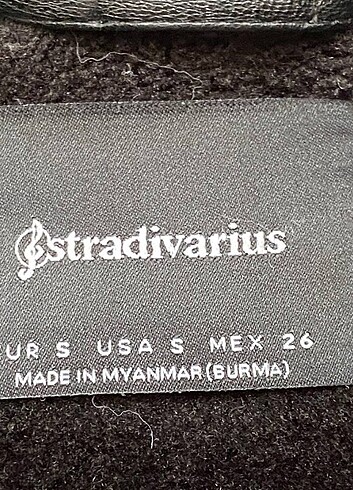 stradivarius
UR S USA S MEX 26
MADE IN MYANMAR (BURMA)